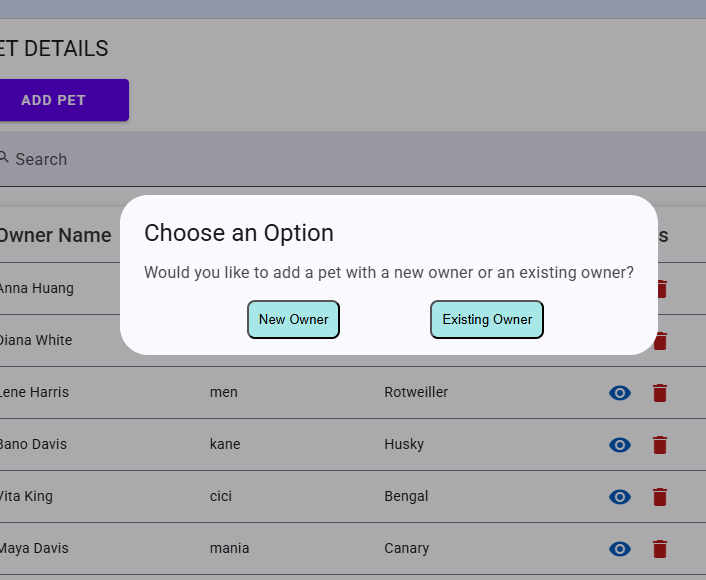 ET DETAILS
ADD PET
Search
Owner Name s
Choose an Option
Would you like to add a pet with a new owner or an existing owner?
New Owner Existing Owner
Anna Huang
Diana White
Lene Harris men Rotweiller
Bano Davis kane Husky
Vita King cici Bengal
Maya Davis mania Canary